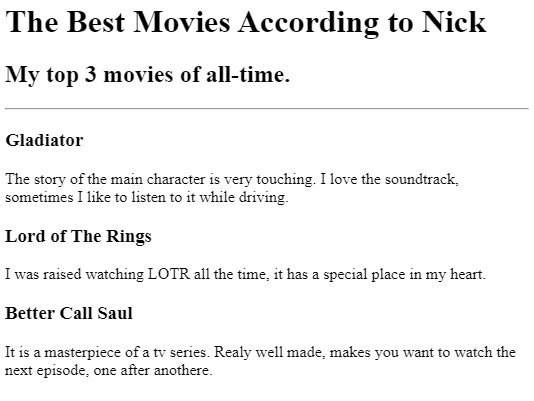 The Best Movies According to Nick
My top 3 movies of all-time.
Gladiator
The story of the main character is very touching. I love the soundtrack,
sometimes I like to listen to it while driving.
Lord of The Rings
I was raised watching LOTR all the time, it has a special place in my heart.
Better Call Saul
It is a masterpiece of a tv series. Realy well made, makes you want to watch the
next episode, one after anothere.